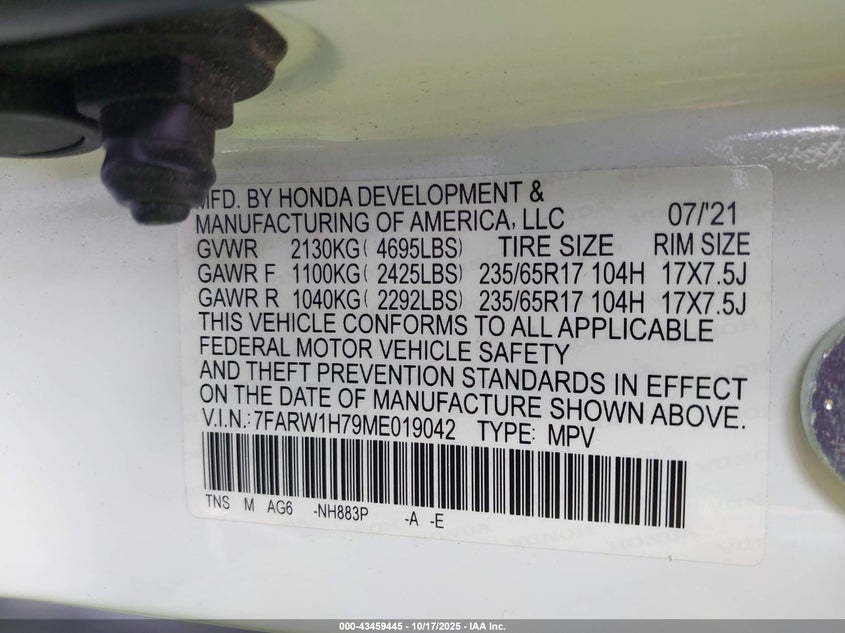 MFD. BY HONDA DEVELOPMENT &
MANUFACTURING OF AMERICA, LLC 07/'21
GVWR 2130KG( 4695LBS) TIRE SIZE RIM SIZE
GAWR F 1100KG( 2425LBS) 235/65R17 104H 17X7.5J
GAWR R 1040KG( 2292LBS) 235/65R17 104H 17X7.5J
THIS VEHICLE CONFORMS TO ALL APPLICABLE
FEDERAL MOTOR VEHICLE SAFETY
AND THEFT PREVENTION STANDARDS IN EFFECT
ON THE DATE OF MANUFACTURE SHOWN ABOVE.
V.I.N.: 7FARW1H79ME019042 TYPE: MPV
TNS M AG6 -NH883P -A -E
000-43459445 - 10/17/2025 - IAA Inc.